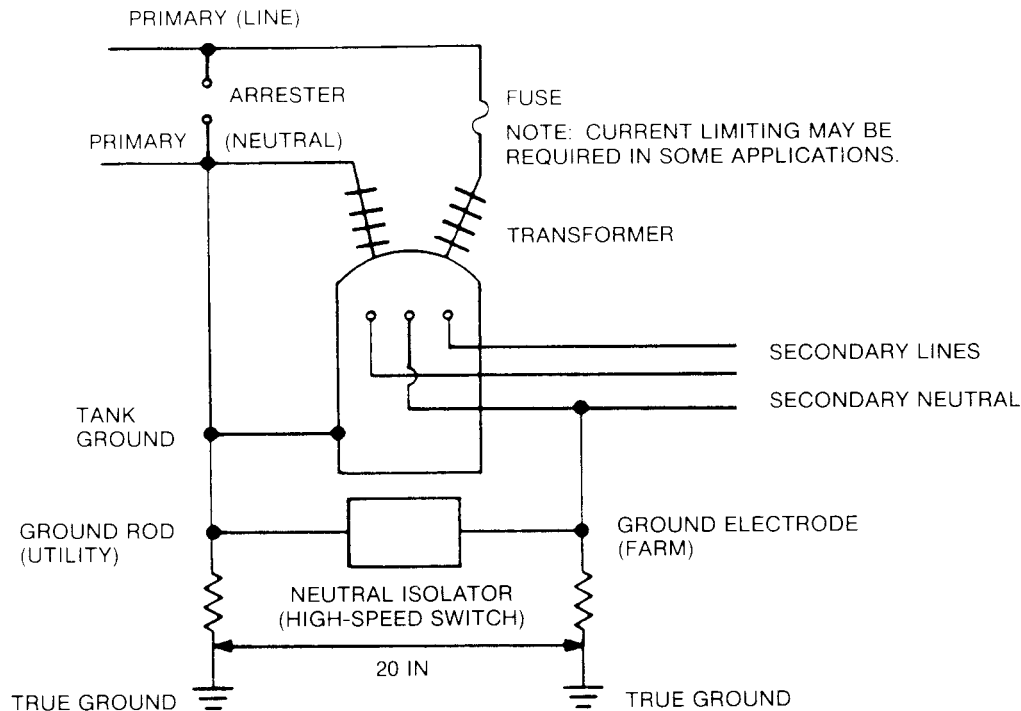 PRIMARY (LINE)
ARRESTER
FUSE
NOTE: CURRENT LIMITING MAY BE
REQUIRED IN SOME APPLICATIONS.
PRIMARY (NEUTRAL)
TRANSFORMER
SECONDARY LINES
SECONDARY NEUTRAL
TANK
GROUND
GROUND ROD
(UTILITY)
GROUND ELECTRODE
(FARM)
NEUTRAL ISOLATOR
(HIGH-SPEED SWITCH)
20 IN
TRUE GROUND
TRUE GROUND